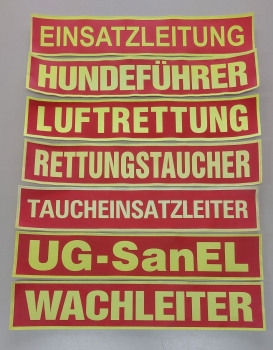 EINSATZLEITUNG
HUNDEFÜHRER
LUFTRETTUNG
RETTUNGSTAUCHER
TAUCHEINSATZLEITER
UG-SanEL
WACHLEITER